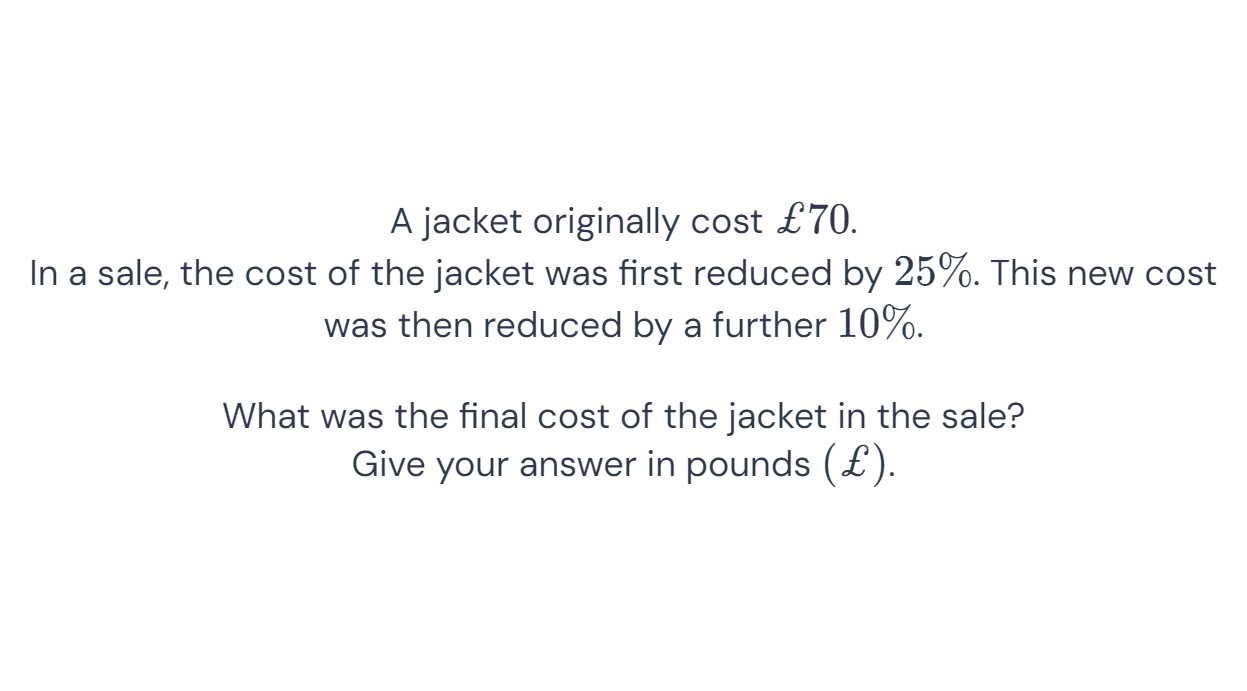 A jacket originally cost £70.
In a sale, the cost of the jacket was first reduced by 25%. This new cost
was then reduced by a further 10%.
What was the final cost of the jacket in the sale?
Give your answer in pounds (£).